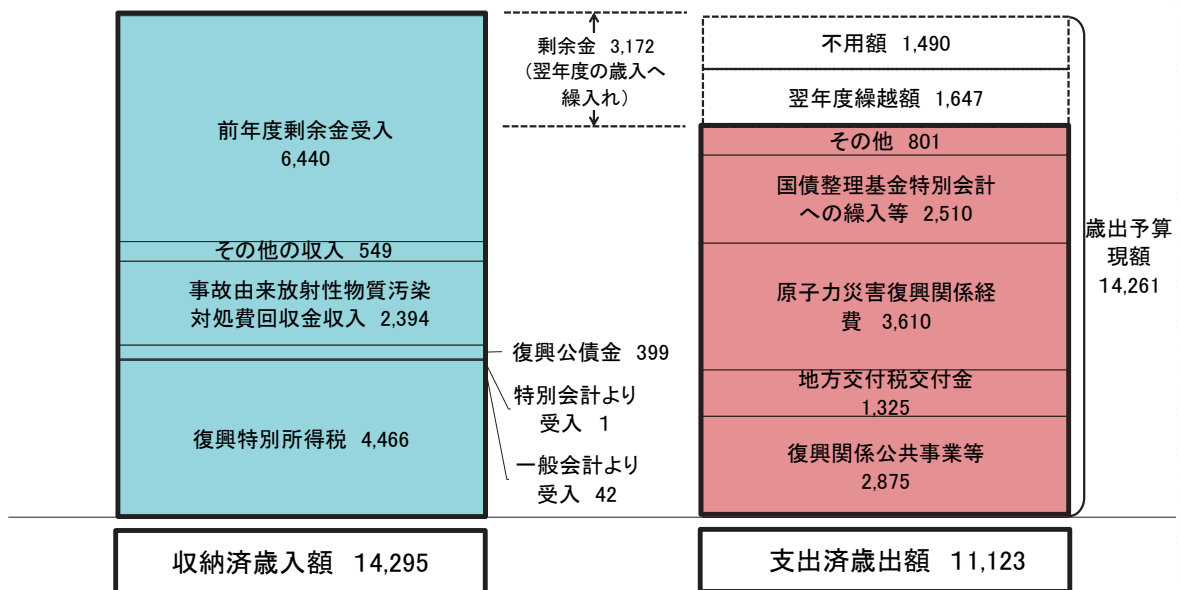 前年度剰余金受入
6,440
その他の収入 549
事故由来放射性物質汚染
対処費回収金収入 2,394
復興公債金 399
特別会計より
受入 1
一般会計より
受入 42
復興特別所得税 4,466
収納済歳入額 14,295
剰余金 3,172
(翌年度の歳入へ
繰入れ)
不用額 1,490
翌年度繰越額 1,647
その他 801
国債整理基金特別会計
への繰入等 2,510
原子力災害復興関係経
費 3,610
地方交付税交付金
1,325
復興関係公共事業等
2,875
歳出予算
現額
14,261
支出済歳出額 11,123